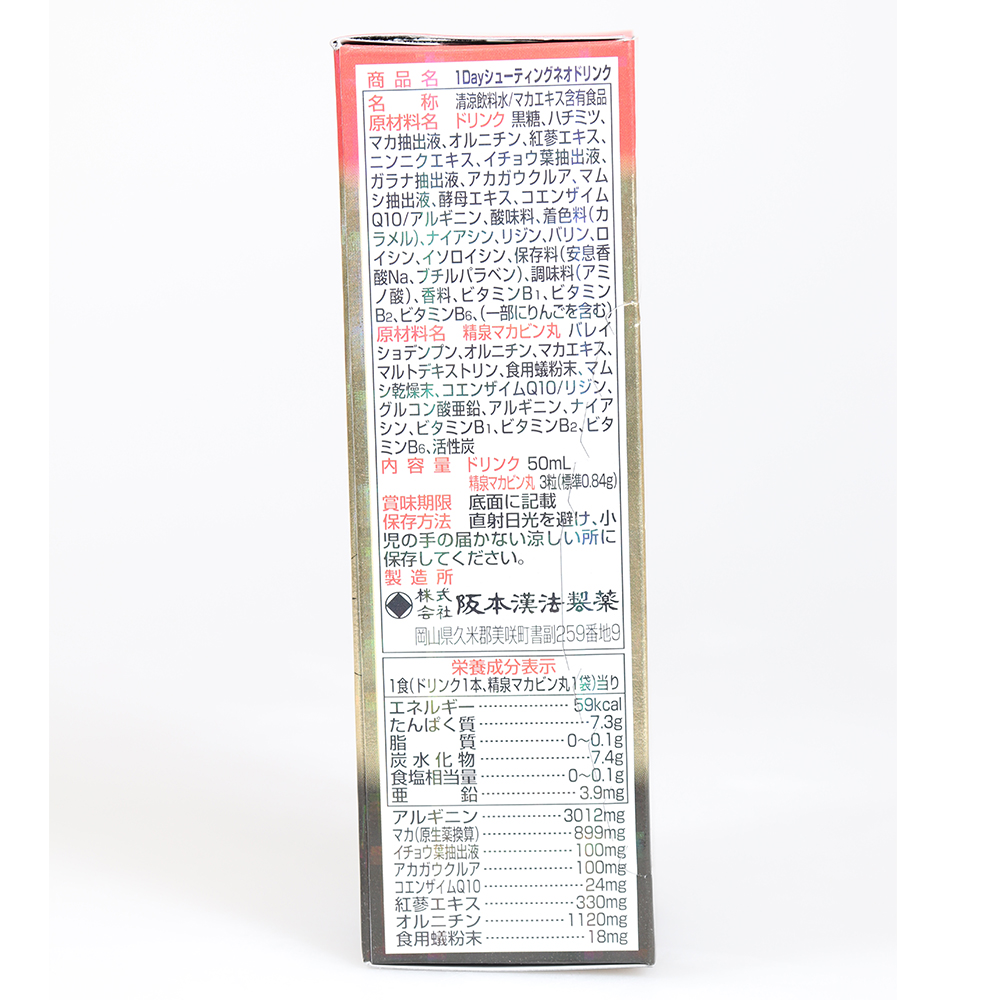 商品名 1Dayシューティングネオドリンク
名称 清涼飲料水/マカエキス含有食品
原材料名 ドリンク 黒糖、ハチミツ、
マカ抽出液、オルニチン、紅蔘エキス、
ニンニクエキス、イチョウ葉抽出液、
ガラナ抽出液、アカガウクルア、マム
シ抽出液、酵母エキス、コエンザイム
Q10/アルギニン、酸味料、着色料(カ
ラメル)、ナイアシン、リジン、バリン、ロ
イシン、イソロイシン、保存料(安息香
酸Na、ブチルパラベン)、調味料(アミ
ノ酸)、香料、ビタミンB1、ビタミン
B2、ビタミンB6、(一部にりんごを含む)
原材料名 精泉マカビン丸 バレイ
ショデンプン、オルニチン、マカエキス、
マルトデキストリン、食用蟻粉末、マム
シ乾燥末、コエンザイムQ10/リジン、
グルコン酸亜鉛、アルギニン、ナイア
シン、ビタミンB1、ビタミンB2、ビタ
ミンB6、活性炭
内容量 ドリンク 50mL
精泉マカビン丸 3粒(標準0.84g)
賞味期限 底面に記載
保存方法 直射日光を避け、小
児の手の届かない涼しい所に
保存してください。
製造所
株式会社 阪本漢法製薬
岡山県久米郡美咲町書副259番地9
栄養成分表示
1食(ドリンク1本、精泉マカビン丸1袋)当り
エネルギー 59kcal
たんぱく質 7.3g
脂質 0〜0.1g
炭水化物 7.4g
食塩相当量 0〜0.1g
亜鉛 3.9mg
アルギニン 3012mg
マカ(原生薬換算) 899mg
イチョウ葉抽出液 100mg
アカガウクルア 100mg
コエンザイムQ10 24mg
紅蔘エキス 330mg
オルニチン 1120mg
食用蟻粉末 18mg